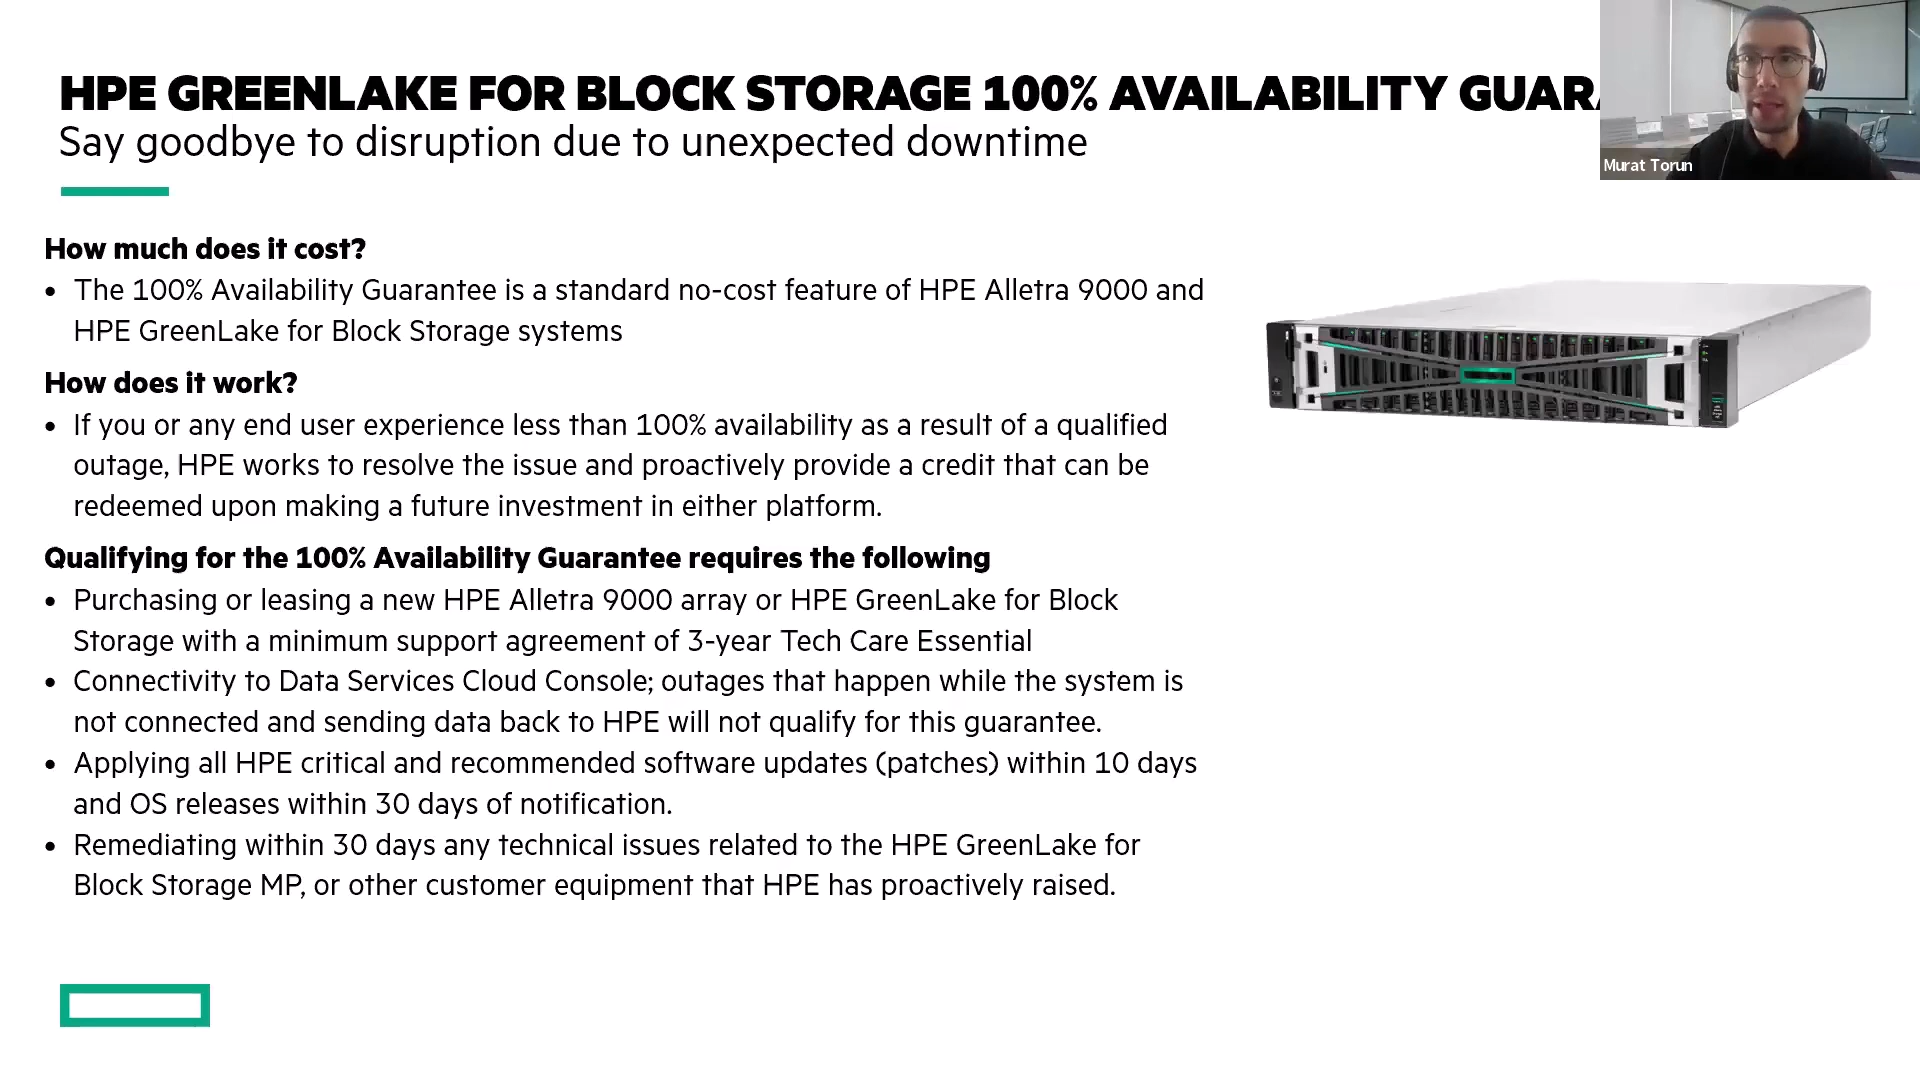 HPE GREENLAKE FOR BLOCK STORAGE 100% AVAILABILITY
Say goodbye to disruption due to unexpected downtime
Murat Torun
How much does it cost?
• The 100% Availability Guarantee is a standard no-cost feature of HPE Alletra 9000 and
HPE GreenLake for Block Storage systems
How does it work?
• If you or any end user experience less than 100% availability as a result of a qualified
outage, HPE works to resolve the issue and proactively provide a credit that can be
redeemed upon making a future investment in either platform.
Qualifying for the 100% Availability Guarantee requires the following
• Purchasing or leasing a new HPE Alletra 9000 array or HPE GreenLake for Block
Storage with a minimum support agreement of 3-year Tech Care Essential
• Connectivity to Data Services Cloud Console; outages that happen while the system is
not connected and sending data back to HPE will not qualify for this guarantee.
• Applying all HPE critical and recommended software updates (patches) within 10 days
and OS releases within 30 days of notification.
• Remediating within 30 days any technical issues related to the HPE GreenLake for
Block Storage MP, or other customer equipment that HPE has proactively raised.